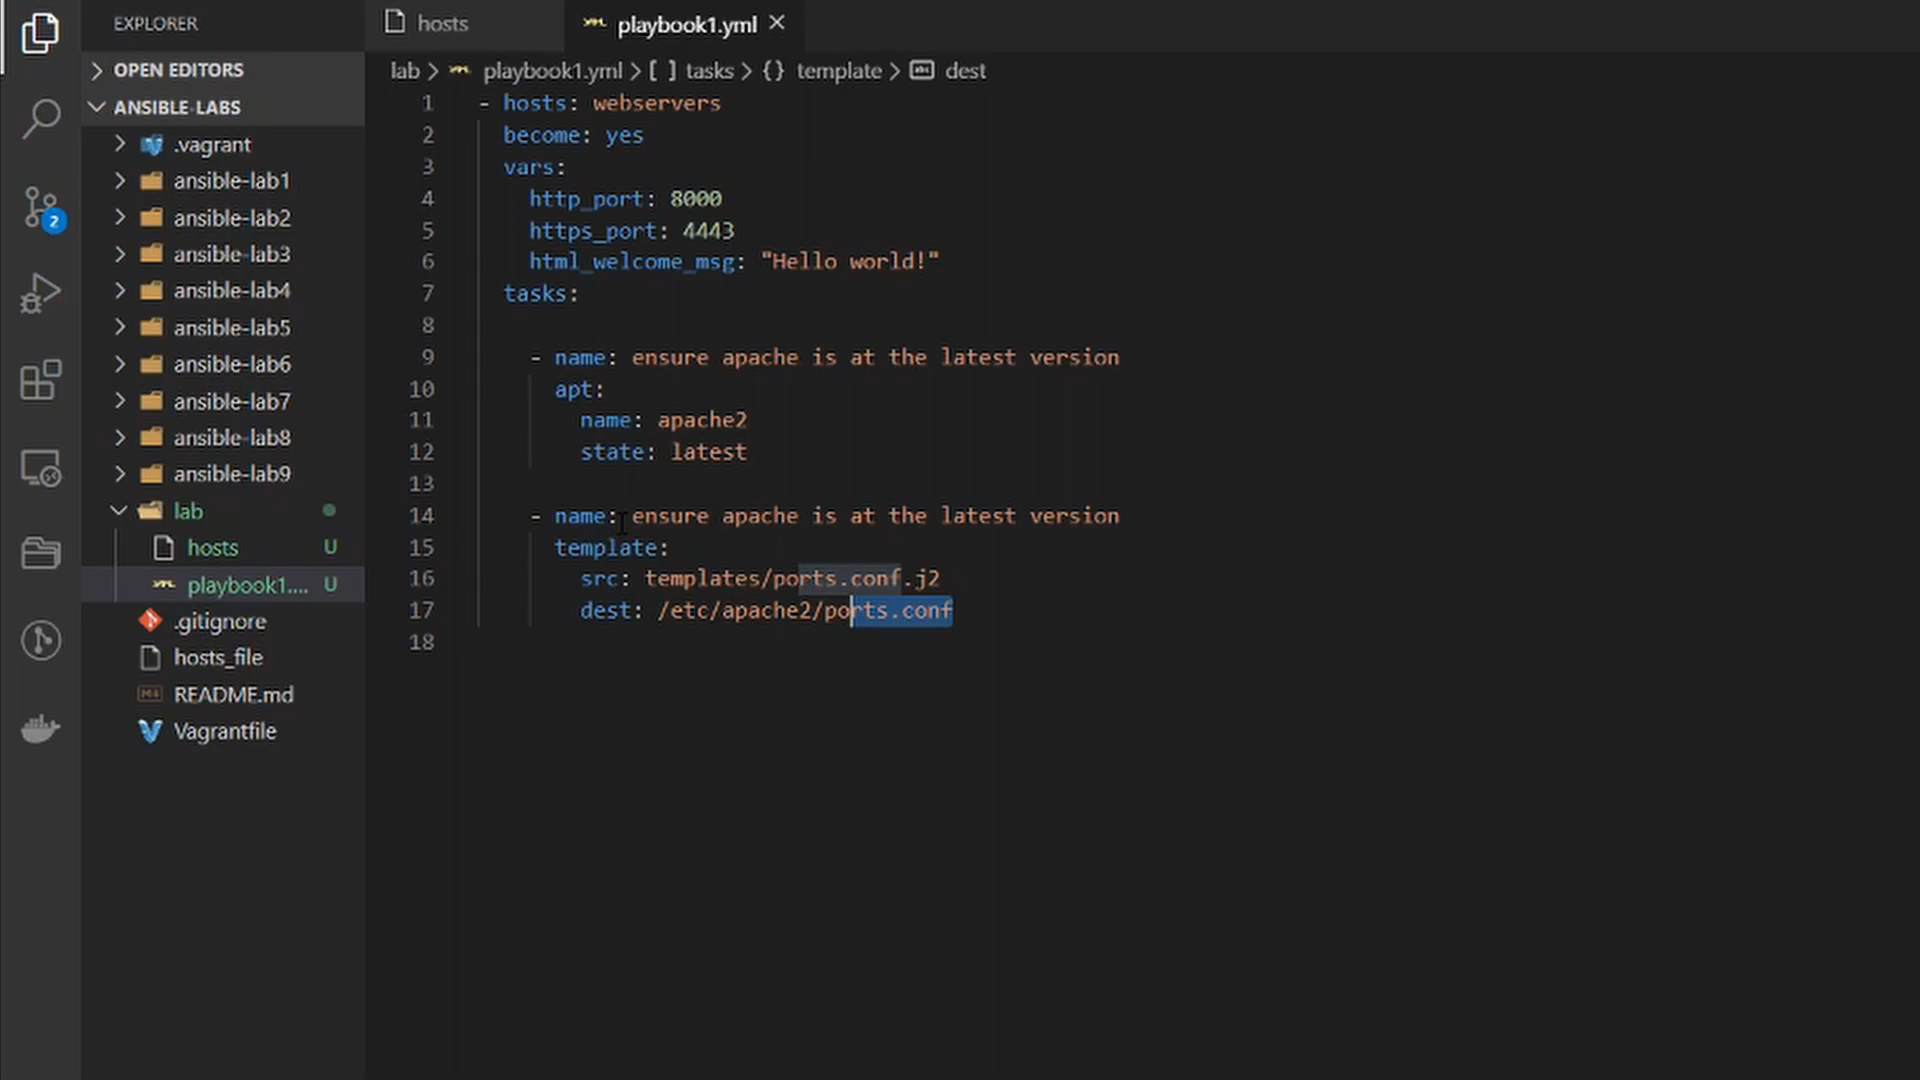 EXPLORER
OPEN EDITORS
ANSIBLE-LABS
.vagrant
ansible-lab1
ansible-lab2
ansible-lab3
ansible-lab4
ansible-lab5
ansible-lab6
ansible-lab7
ansible-lab8
ansible-lab9
lab
hosts U
playbook1.... U
.gitignore
hosts_file
README.md
Vagrantfile
2
hosts playbook1.yml
lab > playbook1.yml > [ ] tasks > {} template > dest
1 - hosts: webservers
2 become: yes
3 vars:
4 http_port: 8000
5 https_port: 4443
6 html_welcome_msg: "Hello world!"
7 tasks:
8
9 - name: ensure apache is at the latest version
10 apt:
11 name: apache2
12 state: latest
13
14 - name: ensure apache is at the latest version
15 template:
16 src: templates/ports.conf.j2
17 dest: /etc/apache2/ports.conf
18